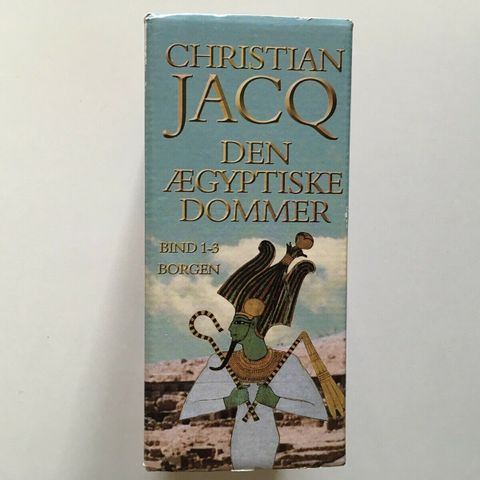 CHRISTIAN
JACQ
DEN
ÆGYPTISKE
DOMMER
BIND 1-3
BORGEN